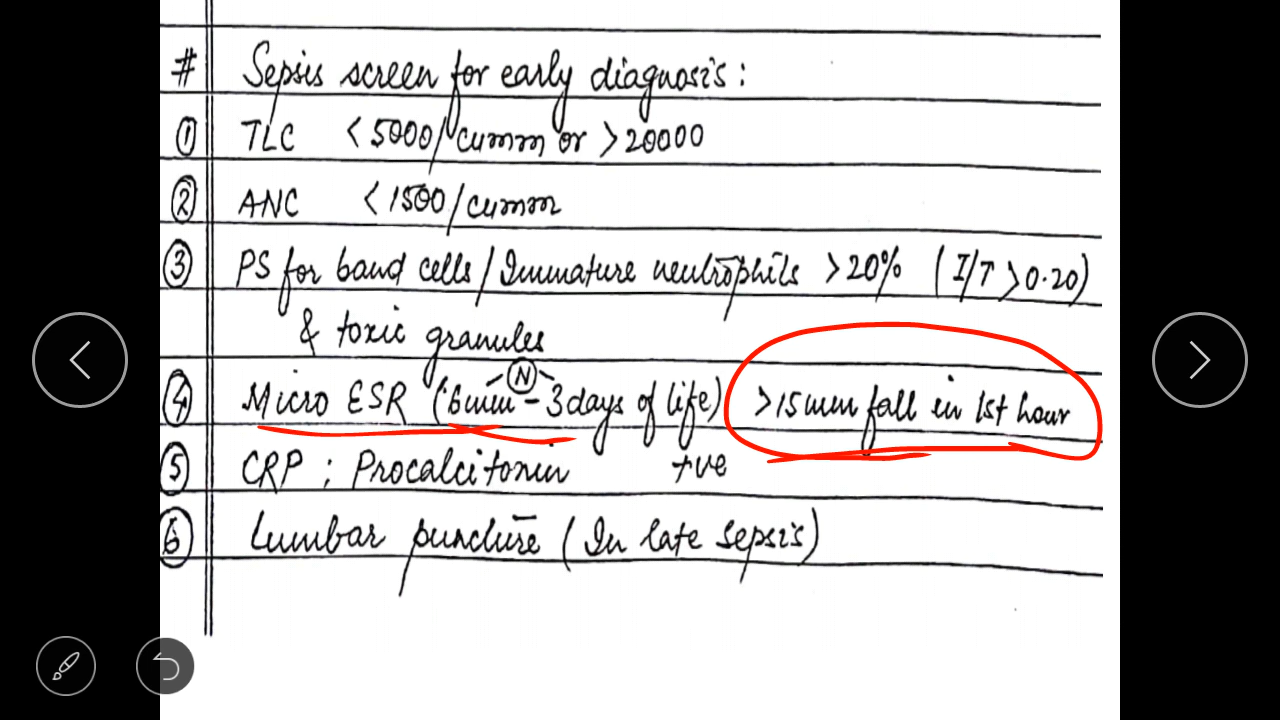 # Sepsis screen for early diagnosis :
① TLC < 5000/cumm or > 20000
② ANC < 1500/cumm
③ PS for band cells / Immature neutrophils > 20% ( I/T > 0.20)
& toxic granules
④ Micro ESR (6mm - 3days of life) > 15 mm fall in 1st hour
N
⑤ CRP ; Procalcitonin +ve
⑥ Lumbar puncture ( In late sepsis)